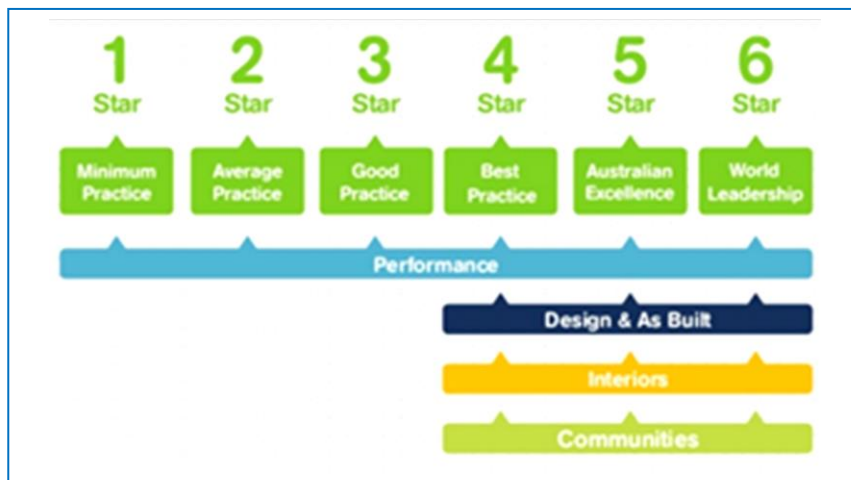 1 2 3 4 5 6
Star Star Star Star Star Star
Minimum Average Good Best Australian World
Practice Practice Practice Practice Excellence Leadership
Performance
Design & As Built
Interiors
Communities